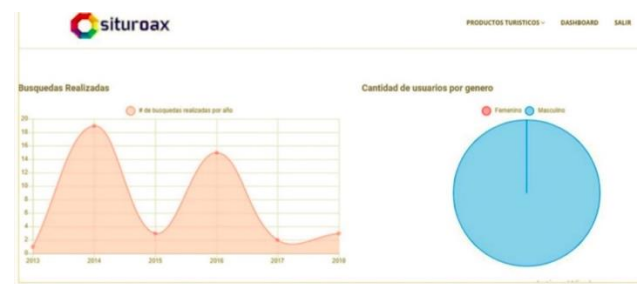 situroax
PRODUCTOS TURISTICOS
DASHBOARD
SALIR
Busquedas Realizadas
# de busquedas realizadas por año
20
18
16
14
12
10
8
6
4
2
0
2013
2014
2015
2016
2017
2018
Cantidad de usuarios por genero
Femenino
Masculino